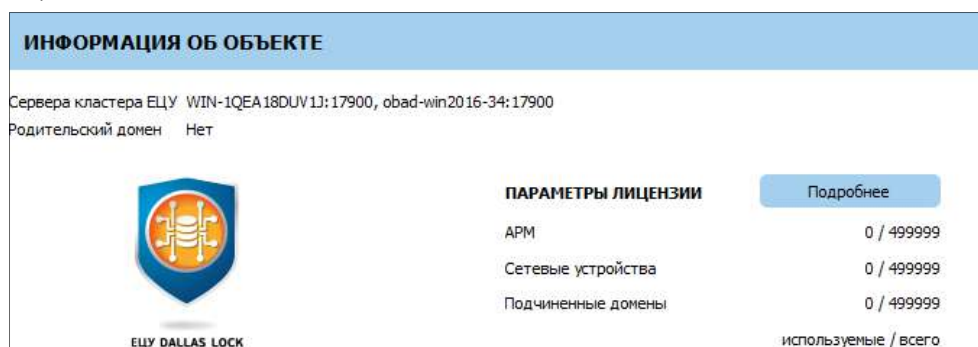 ИНФОРМАЦИЯ ОБ ОБЪЕКТЕ
Сервера кластера ЕЦУ WIN-1QEA18DUV1J:17900, obad-win2016-34:17900
Родительский домен Нет
ПАРАМЕТРЫ ЛИЦЕНЗИИ Подробнее
АРМ 0 / 499999
Сетевые устройства 0 / 499999
Подчиненные домены 0 / 499999
используемые / всего
ЕЦУ DALLAS LOCK